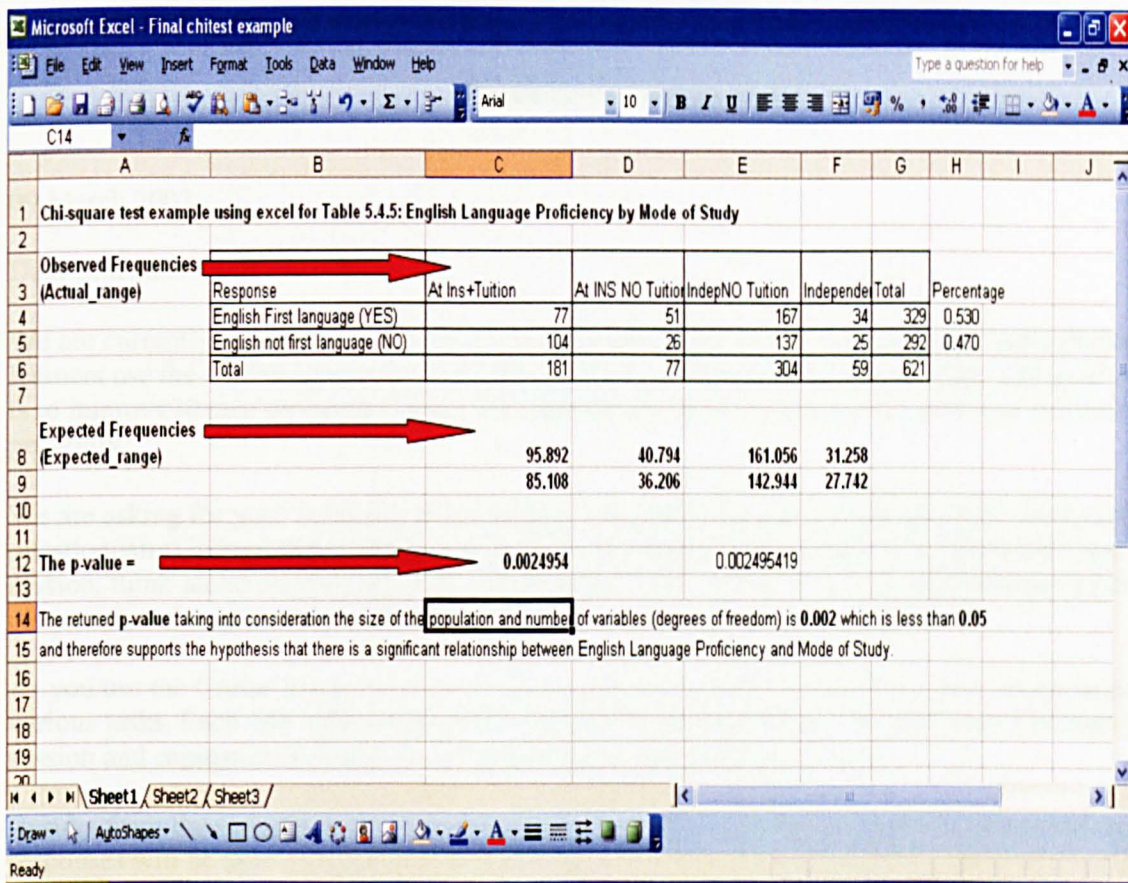 Microsoft Excel - Final chitest example
File Edit View Insert Format Tools Data Window Help Type a question for help
Arial 10 B I U
C14 fx
A B C D E F G H I J
1 Chi-square test example using excel for Table 5.4.5: English Language Proficiency by Mode of Study
2
Observed Frequencies
3 (Actual_range) Response At Ins+Tuition At INS NO Tuition IndepNO Tuition Independe Total Percentage
4 English First language (YES) 77 51 167 34 329 0.530
5 English not first language (NO) 104 26 137 25 292 0.470
6 Total 181 77 304 59 621
7
Expected Frequencies
8 (Expected_range) 95.892 40.794 161.056 31.258
9 85.108 36.206 142.944 27.742
10
11
12 The p-value = 0.0024954 0.002495419
13
14 The retuned p-value taking into consideration the size of the population and number of variables (degrees of freedom) is 0.002 which is less than 0.05
15 and therefore supports the hypothesis that there is a significant relationship between English Language Proficiency and Mode of Study.
16
17
18
19
20
Sheet1 Sheet2 Sheet3
Draw AutoShapes
Ready